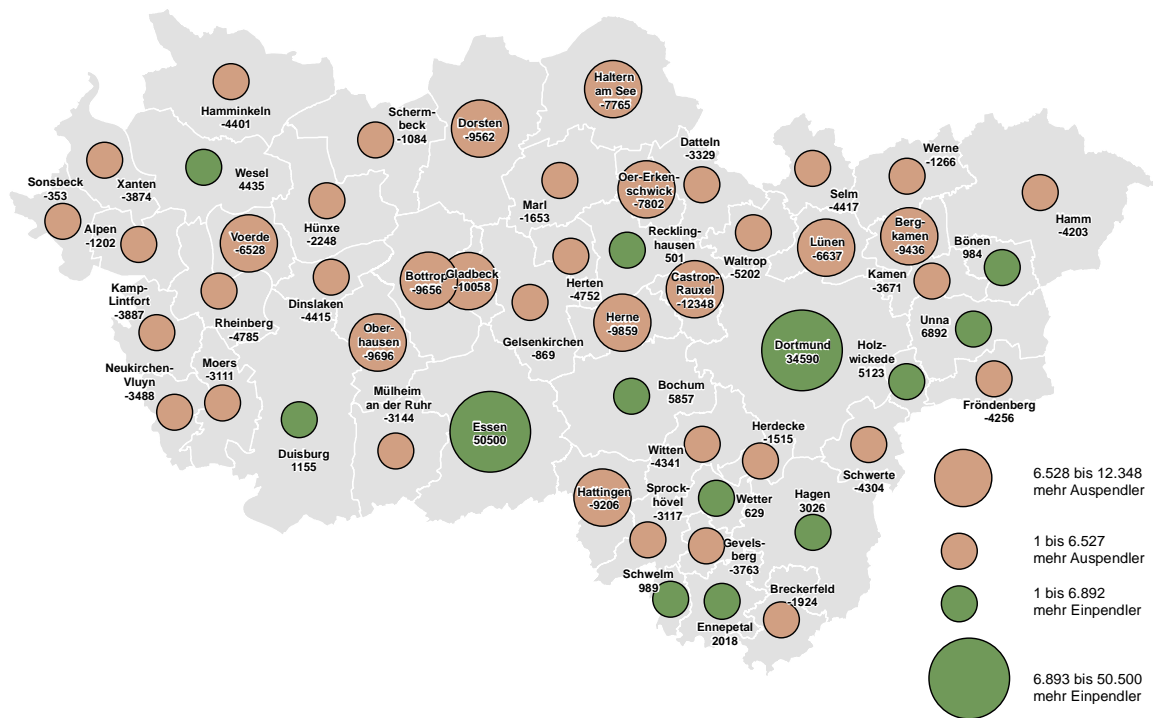 Haltern
am See
-7765
Hamminkeln
-4401
Scherm-
beck
-1084
Dorsten
-9562
Datteln
-3329
Werne
-1266
Sonsbeck
-353
Xanten
-3874
Wesel
4435
Marl
-1653
Oer-Erken-
schwick
-7802
Selm
-4417
Hamm
-4203
Alpen
-1202
Voerde
-6528
Hünxe
-2248
Reckling-
hausen
501
Waltrop
-5202
Lünen
-6637
Berg-
kamen
-9436
Bönen
984
Kamp-
Lintfort
-3887
Rheinberg
-4785
Dinslaken
-4415
Bottrop
-9656
Gladbeck
-10058
Herten
-4752
Castrop-
Rauxel
-12348
Kamen
-3671
Ober-
hausen
-9696
Gelsenkirchen
-869
Herne
-9859
Dortmund
34590
Holz-
wickede
5123
Unna
6892
Neukirchen-
Vluyn
-3488
Moers
-3111
Mülheim
an der Ruhr
-3144
Bochum
5857
Fröndenberg
-4256
Duisburg
1155
Essen
50500
Witten
-4341
Herdecke
-1515
Schwerte
-4304
Hattingen
-9206
Sprock-
hövel
-3117
Wetter
629
Hagen
3026
Gevels-
berg
-3763
Schwelm
989
Ennepetal
2018
Breckerfeld
-1924
6.528 bis 12.348
mehr Auspendler
1 bis 6.527
mehr Auspendler
1 bis 6.892
mehr Einpendler
6.893 bis 50.500
mehr Einpendler